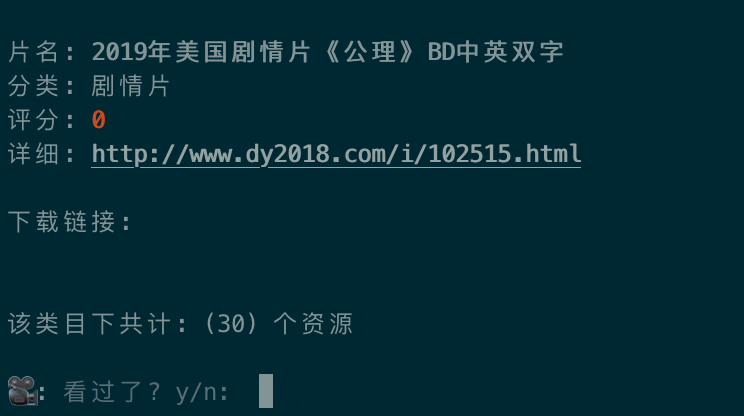 片名: 2019年美国剧情片《公理》BD中英双字
分类: 剧情片
评分: 0
详细: http://www.dy2018.com/i/102515.html
下载链接:
该类目下共计: (30) 个资源
🎥: 看过了? y/n: